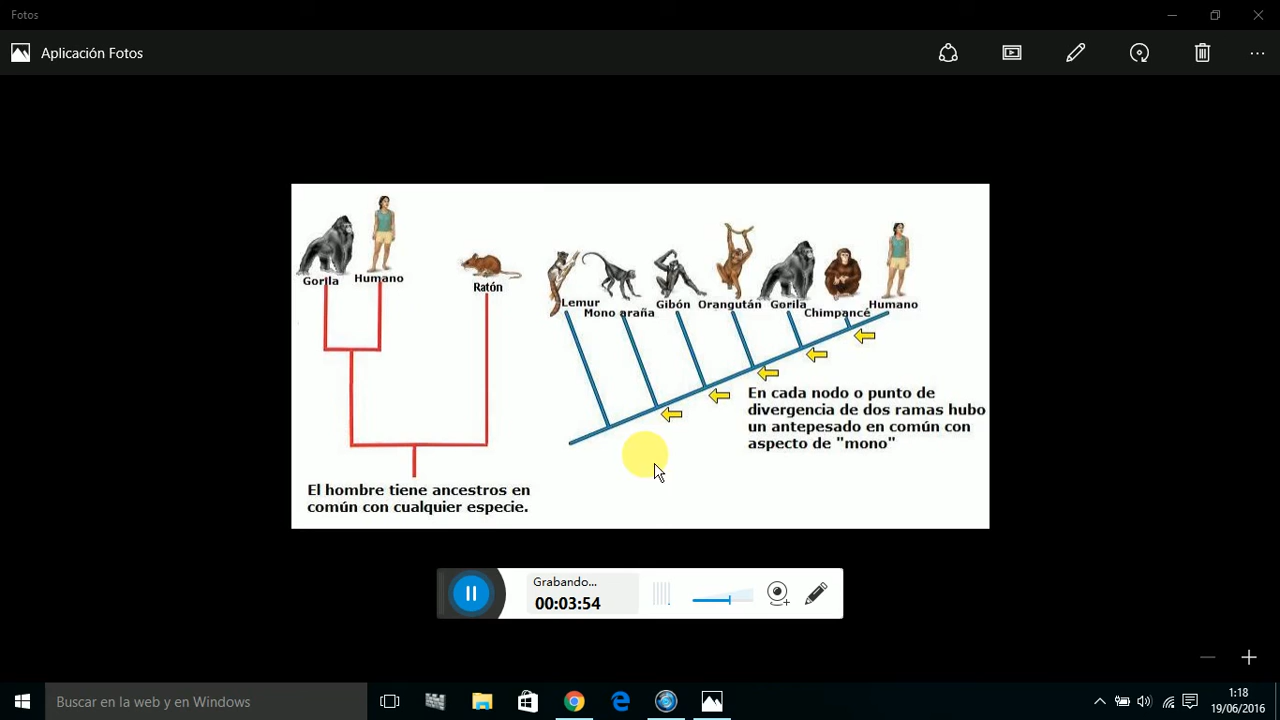 Fotos
Aplicación Fotos
Gorila
Humano
Ratón
Lemur
Mono araña
Gibón
Orangután
Gorila
Chimpancé
Humano
En cada nodo o punto de
divergencia de dos ramas hubo
un antepesado en común con
aspecto de "mono"
El hombre tiene ancestros en
común con cualquier especie.
Grabando...
00:03:54
Buscar en la web y en Windows
1:18
19/06/2016